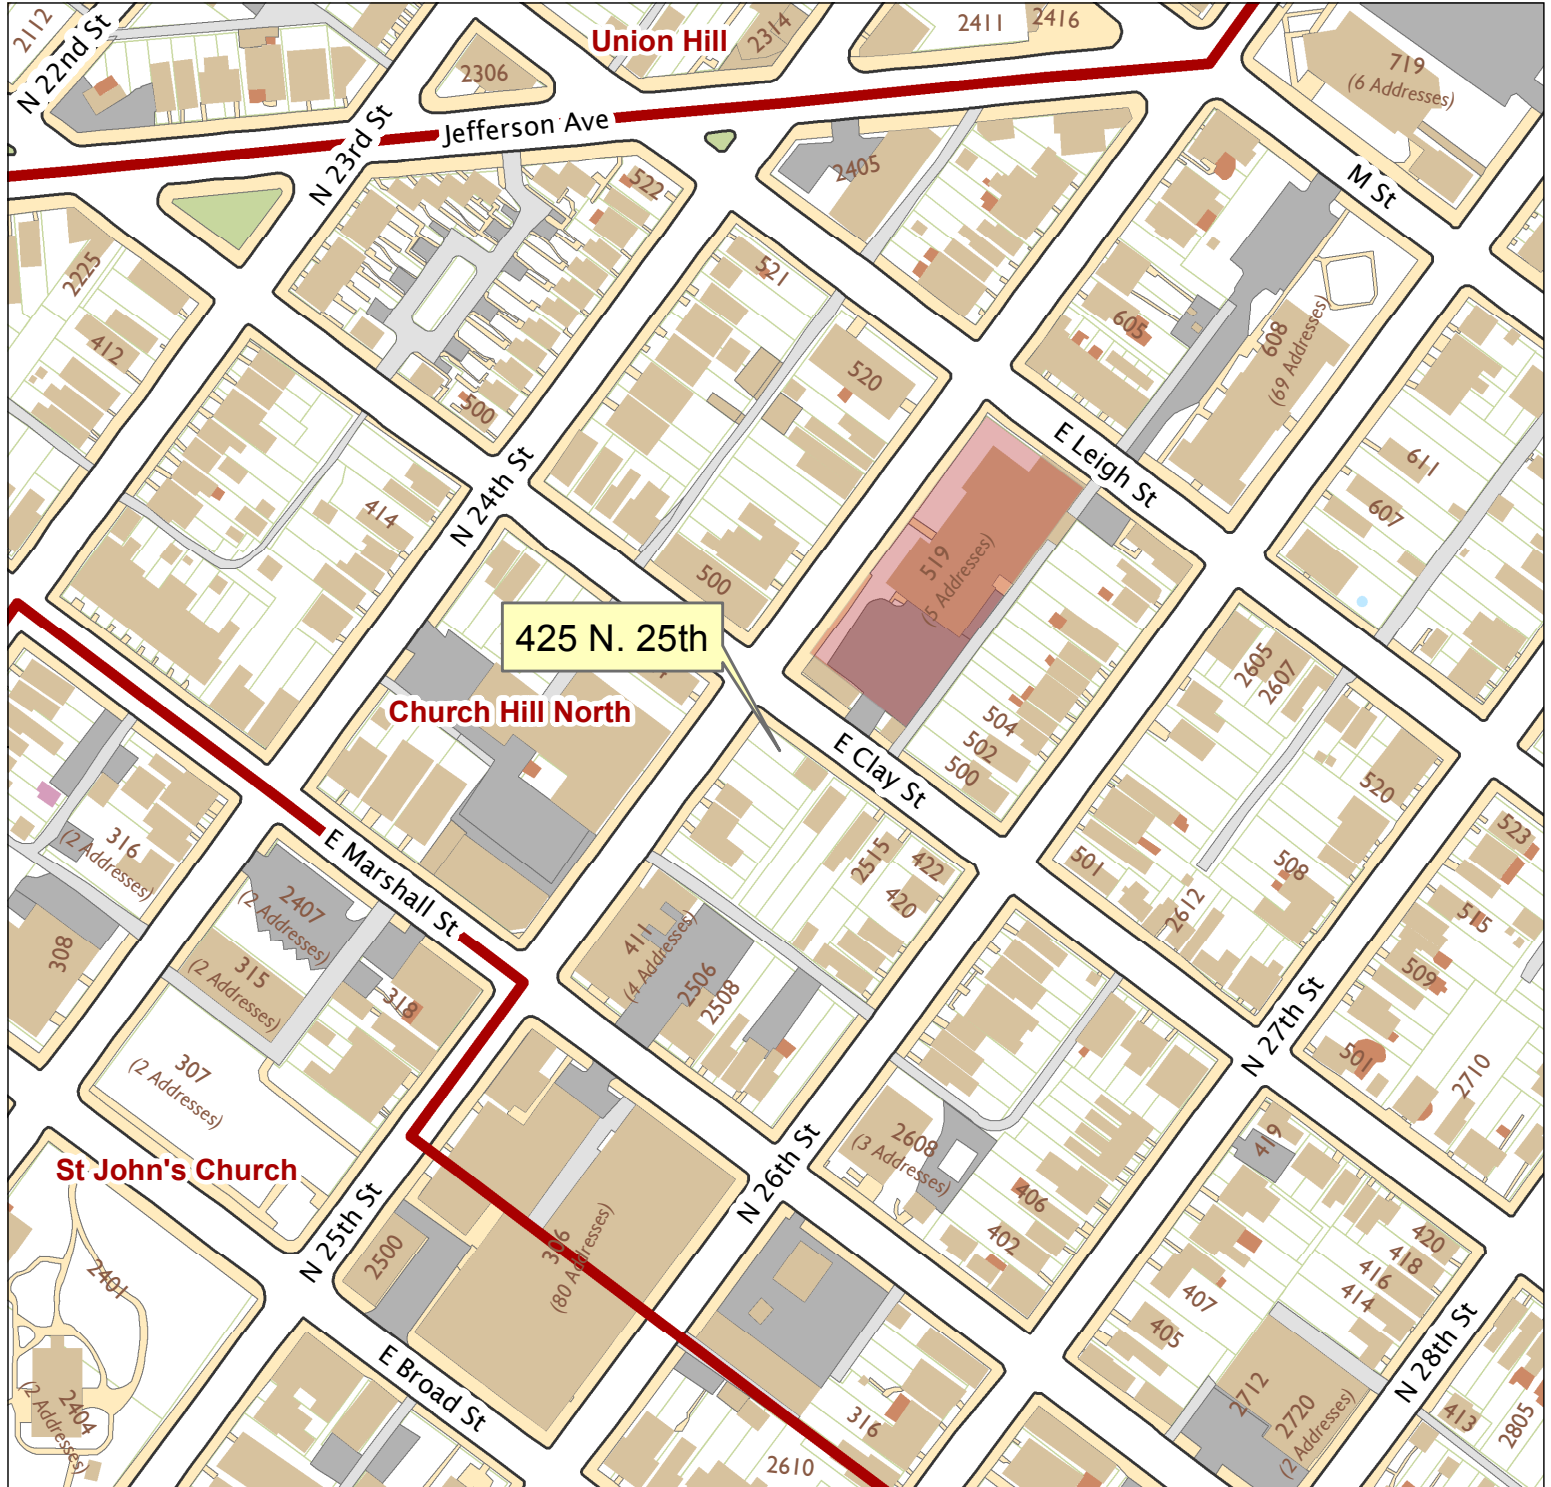 2112
N 22nd St
2306
Union Hill
2314
2411
2416
719
(6 Addresses)
Jefferson Ave
N 23rd St
522
2405
M St
2225
412
521
605
608
(69 Addresses)
500
520
414
N 24th St
E Leigh St
611
607
519
(5 Addresses)
500
425 N. 25th
Church Hill North
2605
2607
504
502
500
E Clay St
520
316
(2 Addresses)
E Marshall St
2515
422
420
501
2612
508
523
515
509
308
2407
(2 Addresses)
315
(2 Addresses)
318
411
(4 Addresses)
2506
2508
N 27th St
501
2710
307
(2 Addresses)
2608
(3 Addresses)
406
402
419
St John's Church
N 25th St
N 26th St
2500
306
(80 Addresses)
407
405
420
418
416
414
2401
E Broad St
N 28th St
2404
(2 Addresses)
316
2610
2712
2720
(2 Addresses)
413
2805